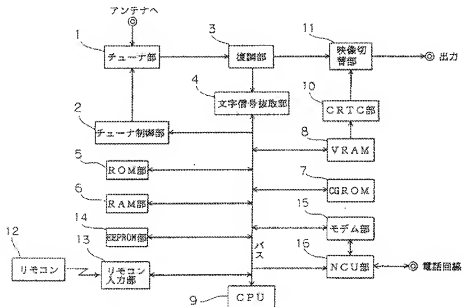 アンテナへ
1
チューナ部
3
復調部
11
映像切
替部
出力
4
文字信号抜取部
10
CRTC部
2
チューナ制御部
8
VRAM
5
ROM部
7
CGROM
6
RAM部
15
モデム部
14
EEPROM部
バス
12
リモコン
13
リモコン
入力部
16
NCU部
電話回線
9
CPU